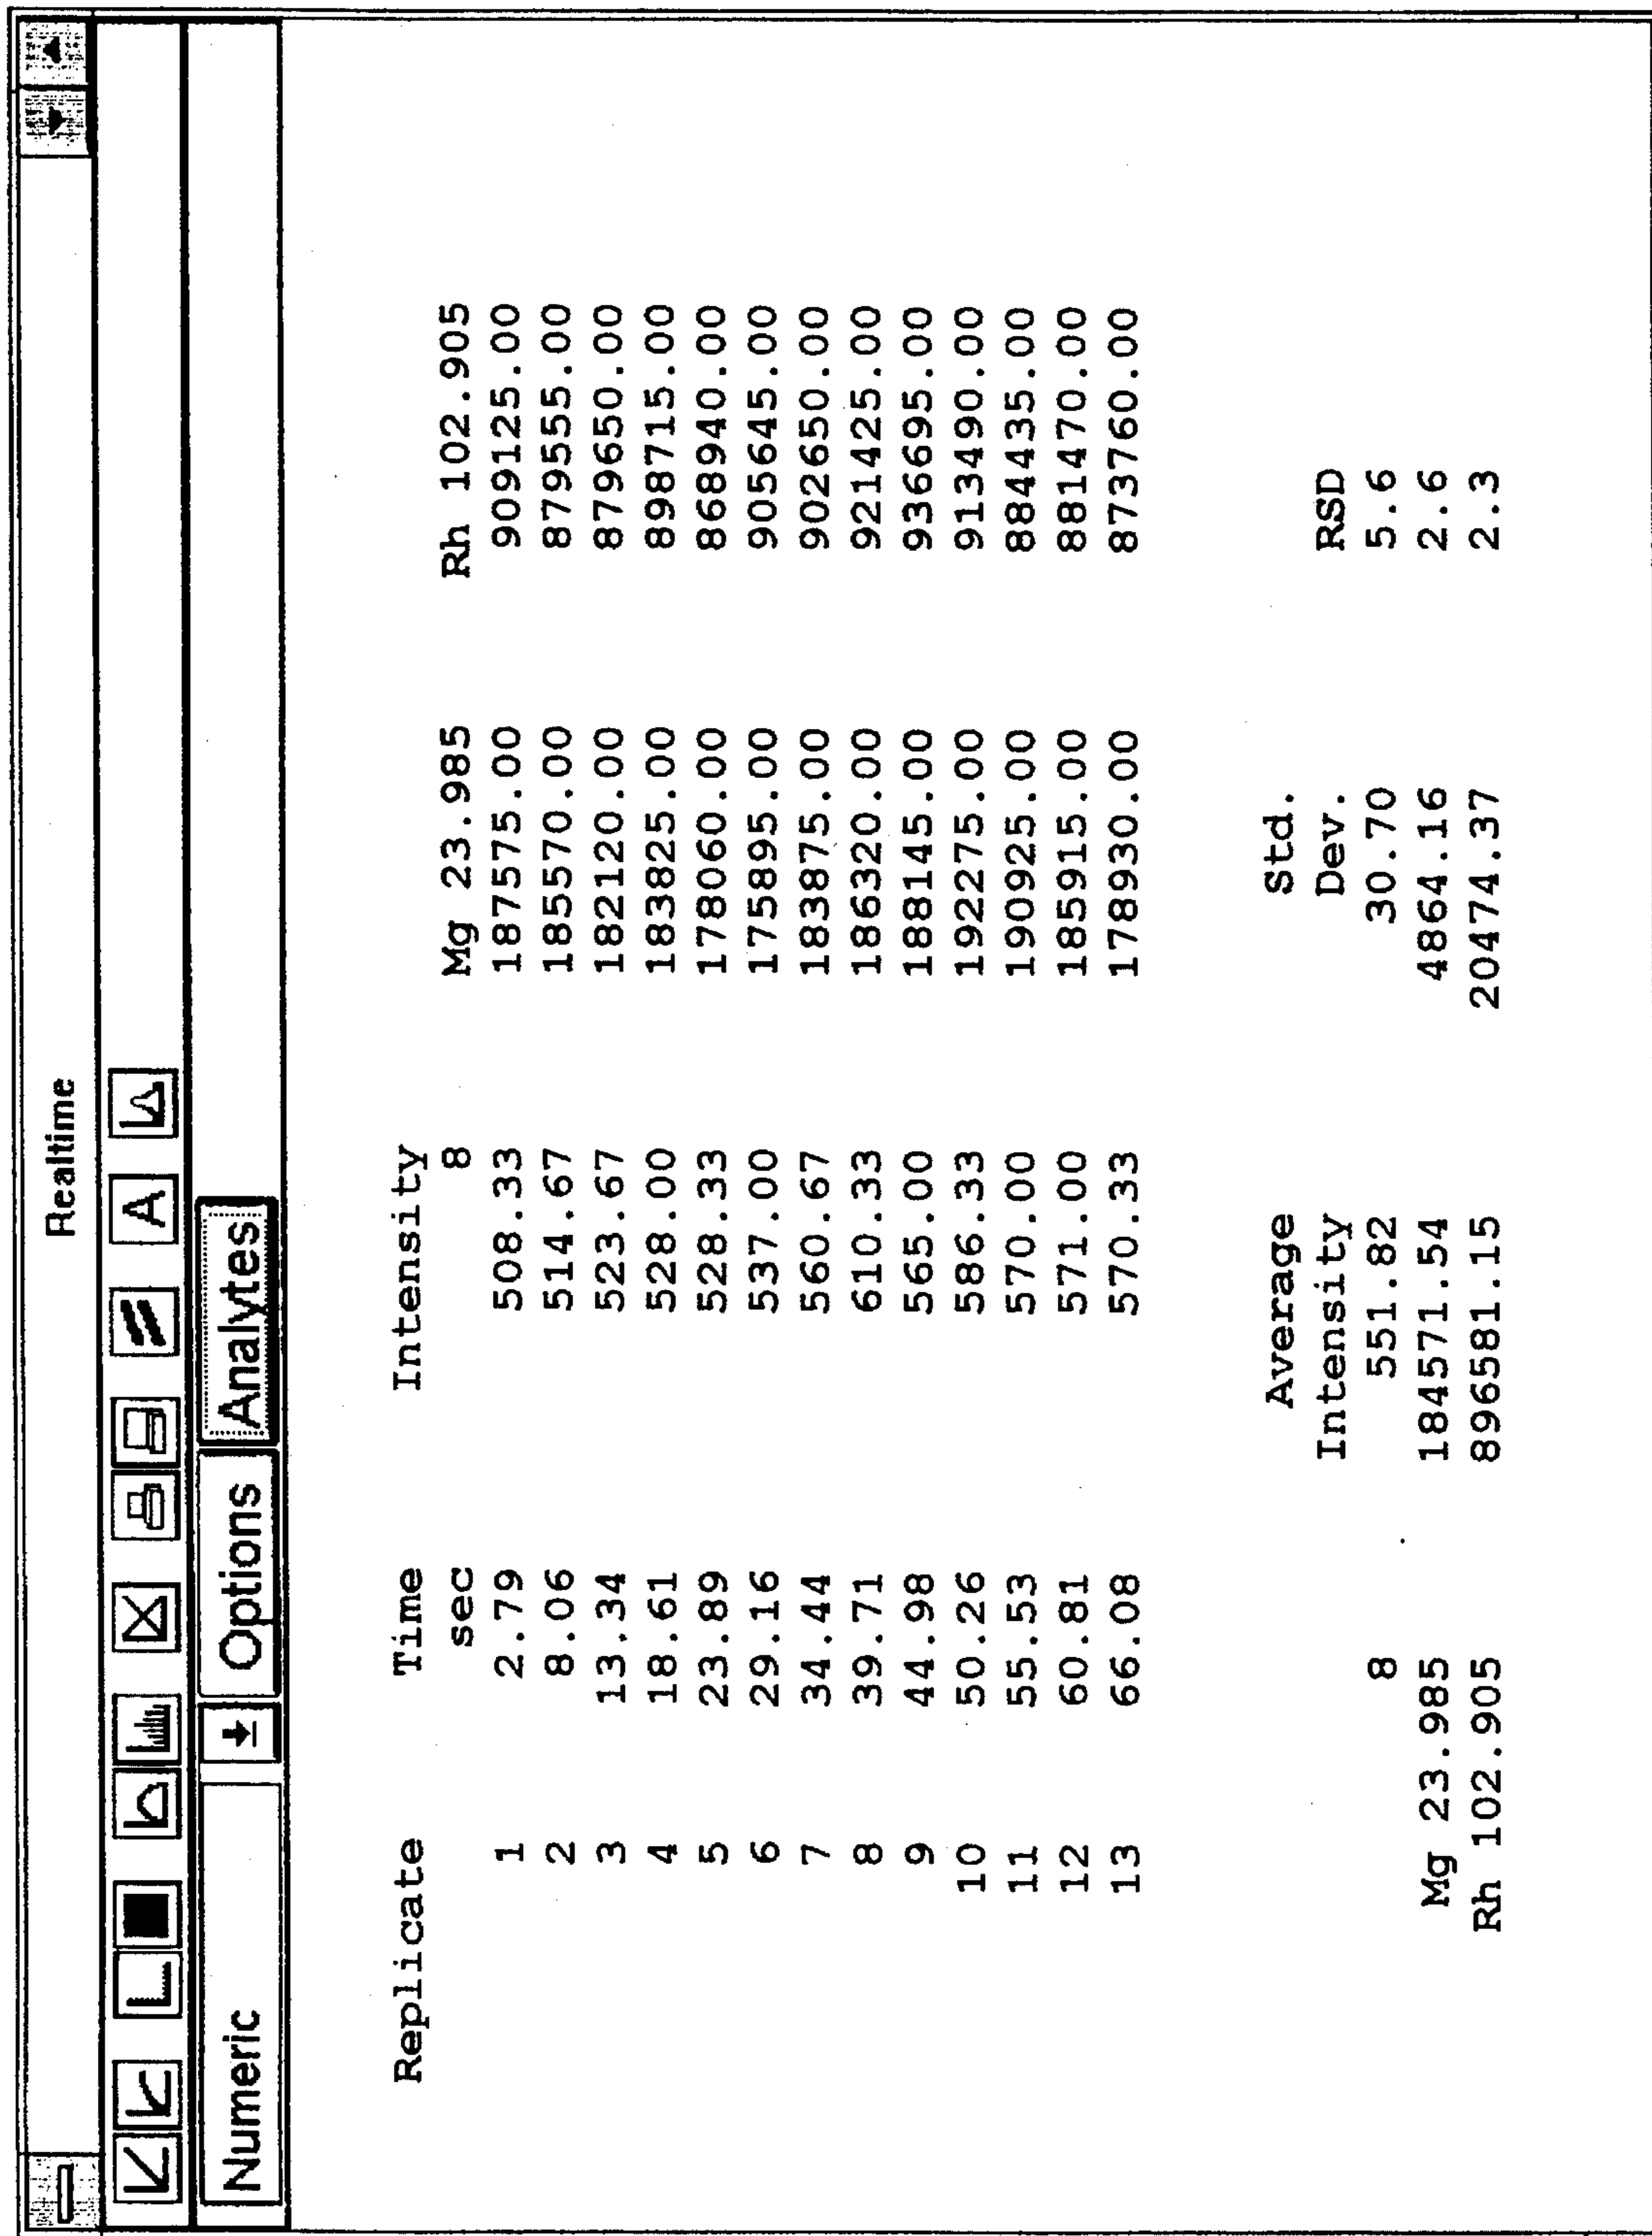 Realtime
A
Numeric Options Analytes
Replicate Time Intensity
sec 8 Mg 23.985 Rh 102.905
1 2.79 508.33 187575.00 909125.00
2 8.06 514.67 185570.00 879555.00
3 13.34 523.67 182120.00 879650.00
4 18.61 528.00 183825.00 898715.00
5 23.89 528.33 178060.00 868940.00
6 29.16 537.00 175895.00 905645.00
7 34.44 560.67 183875.00 902650.00
8 39.71 610.33 186320.00 921425.00
9 44.98 565.00 188145.00 936695.00
10 50.26 586.33 192275.00 913490.00
11 55.53 570.00 190925.00 884435.00
12 60.81 571.00 185915.00 881470.00
13 66.08 570.33 178930.00 873760.00
Average Std.
Intensity Dev. RSD
8 551.82 30.70 5.6
Mg 23.985 184571.54 4864.16 2.6
Rh 102.905 896581.15 20474.37 2.3